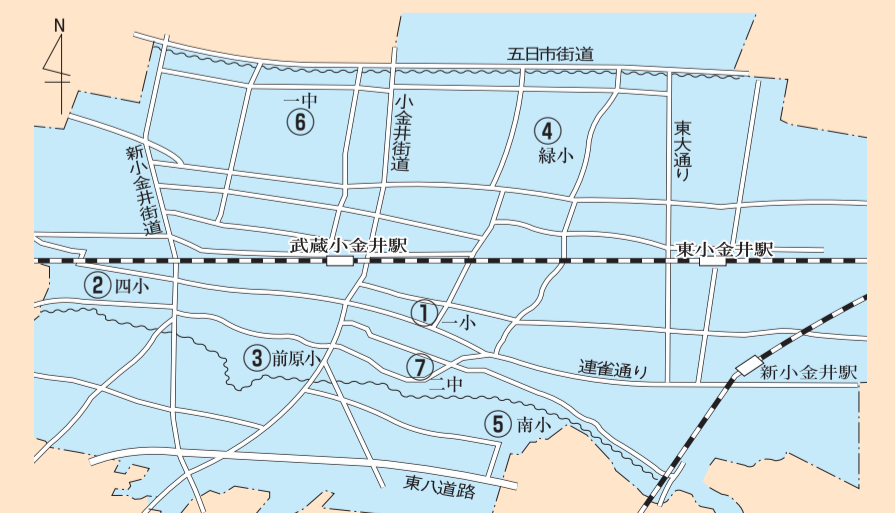 N
五日市街道
一中
⑥
小金井街道
④
緑小
東大通り
新小金井街道
武蔵小金井駅
東小金井駅
②四小
①一小
③前原小
⑦
二中
連雀通り
新小金井駅
⑤南小
東八道路